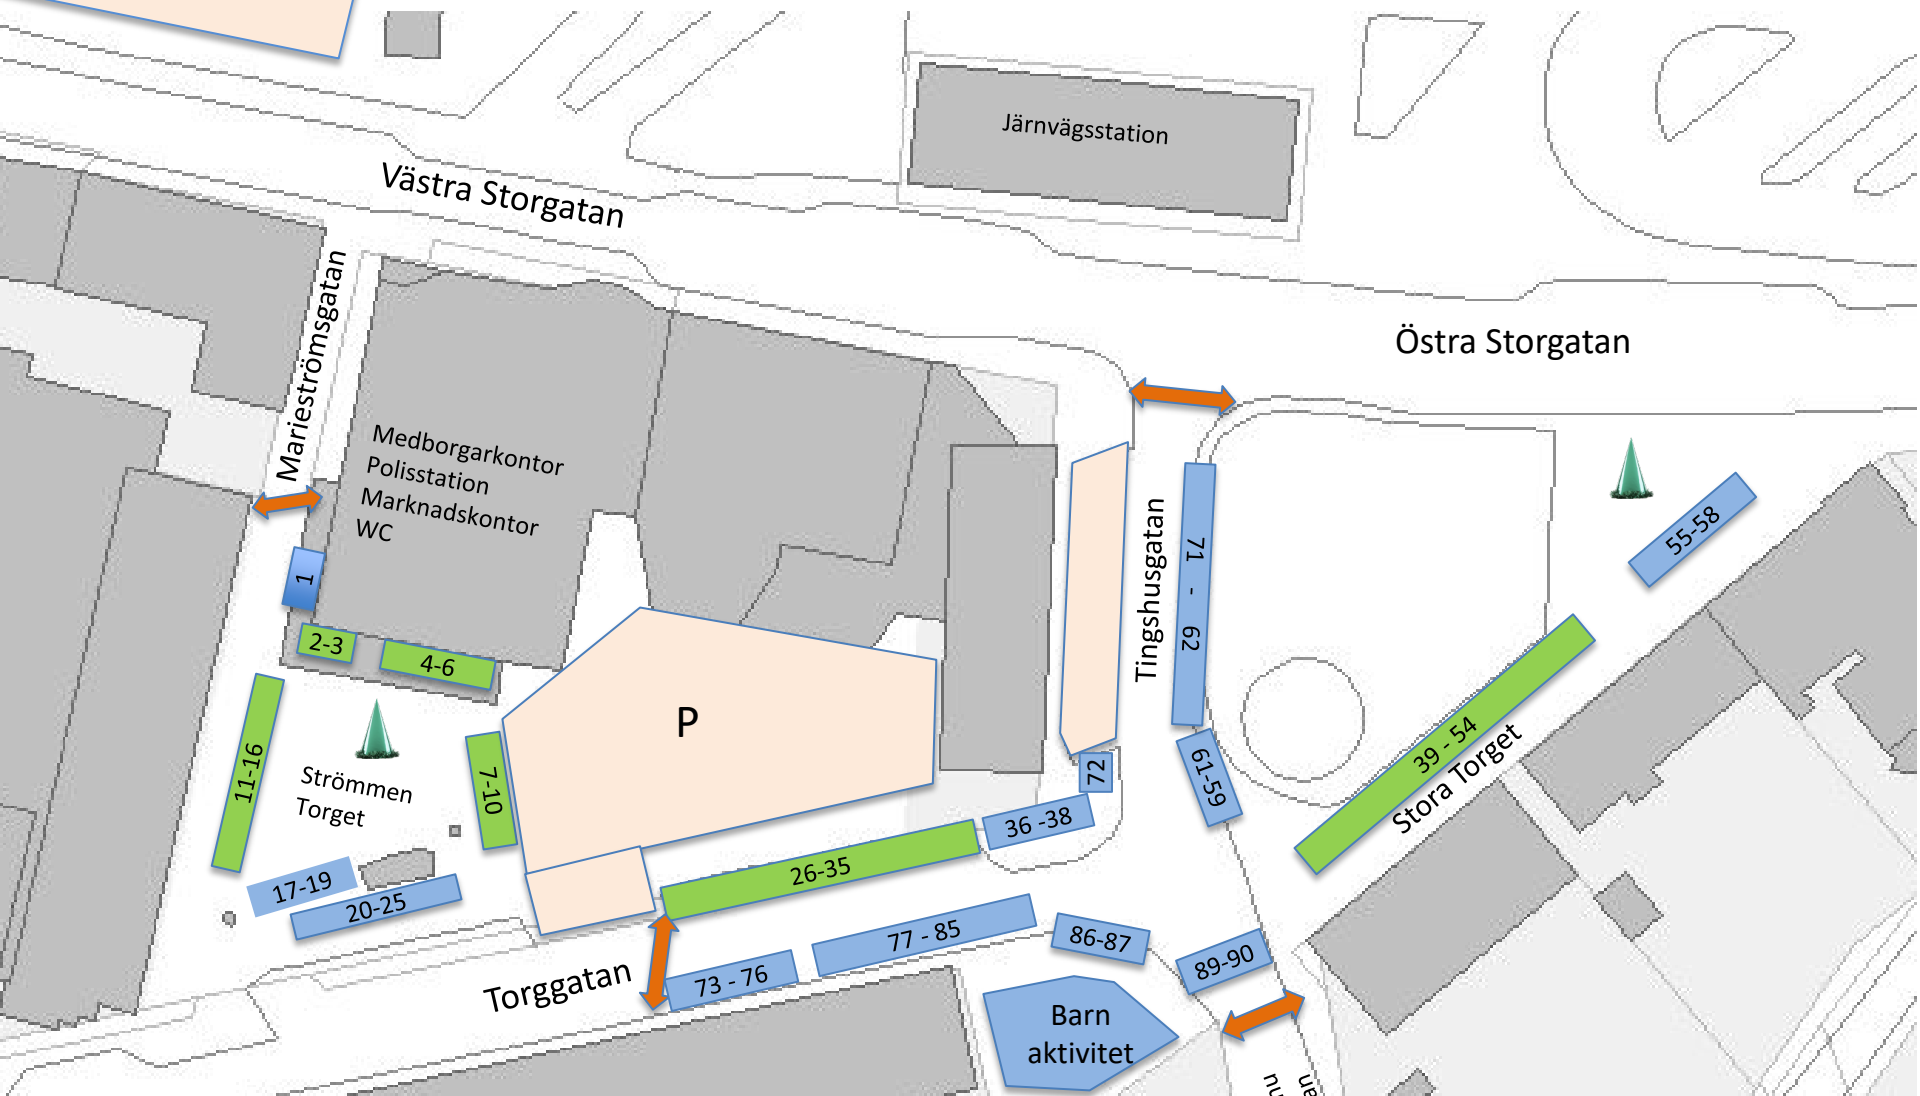 Järnvägsstation
Västra Storgatan
Östra Storgatan
Marieströmsgatan
Medborgarkontor
Polisstation
Marknadskontor
WC
1
2-3
4-6
11-16
7-10
Strömmen
Torget
17-19
20-25
P
Tingshusgatan
71 - 62
61-59
72
36 -38
26-35
55-58
39 - 54
Stora Torget
Torggatan
73 - 76
77 - 85
86-87
89-90
Barn
aktivitet